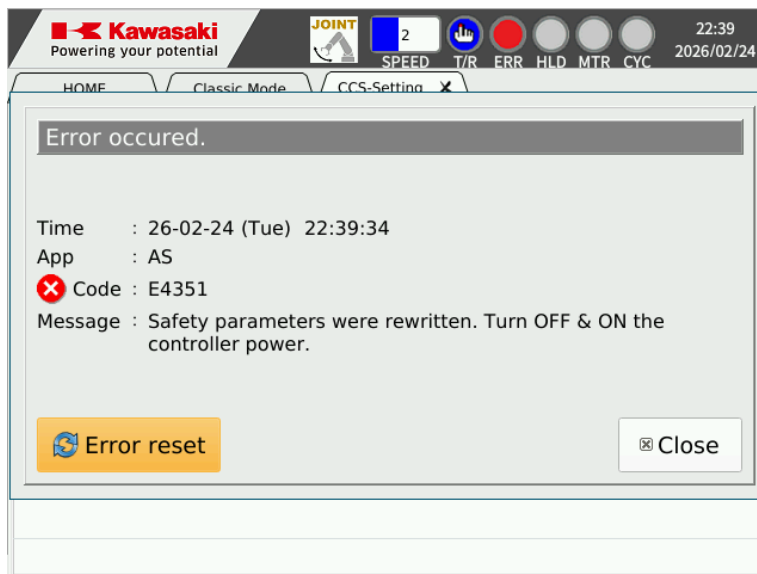 Kawasaki
Powering your potential
JOINT
2
SPEED
T/R
ERR
HLD
MTR
CYC
22:39
2026/02/24
HOME
Classic Mode
CCS-Setting
Error occured.
Time : 26-02-24 (Tue) 22:39:34
App : AS
Code : E4351
Message : Safety parameters were rewritten. Turn OFF & ON the
controller power.
Error reset
Close